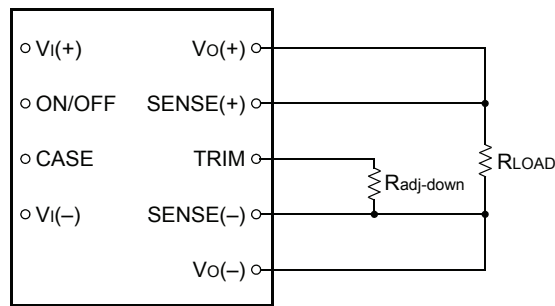 VI(+)
VO(+)
ON/OFF
SENSE(+)
CASE
TRIM
RLOAD
Radj-down
VI(–)
SENSE(–)
VO(–)